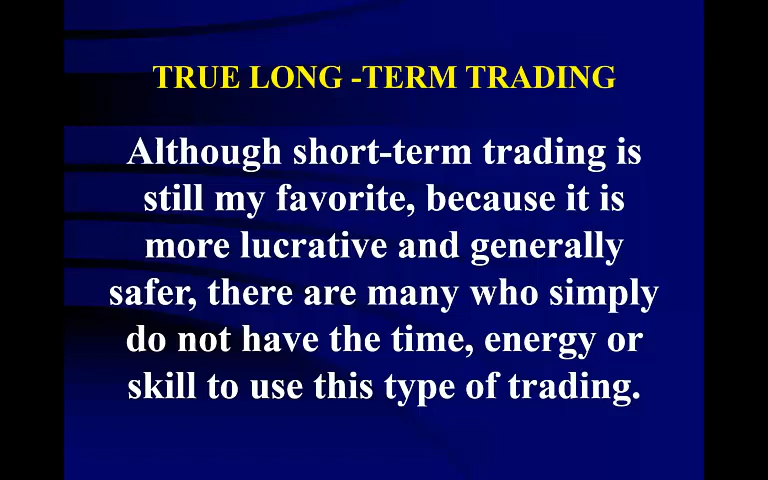 TRUE LONG -TERM TRADING
Although short-term trading is
still my favorite, because it is
more lucrative and generally
safer, there are many who simply
do not have the time, energy or
skill to use this type of trading.